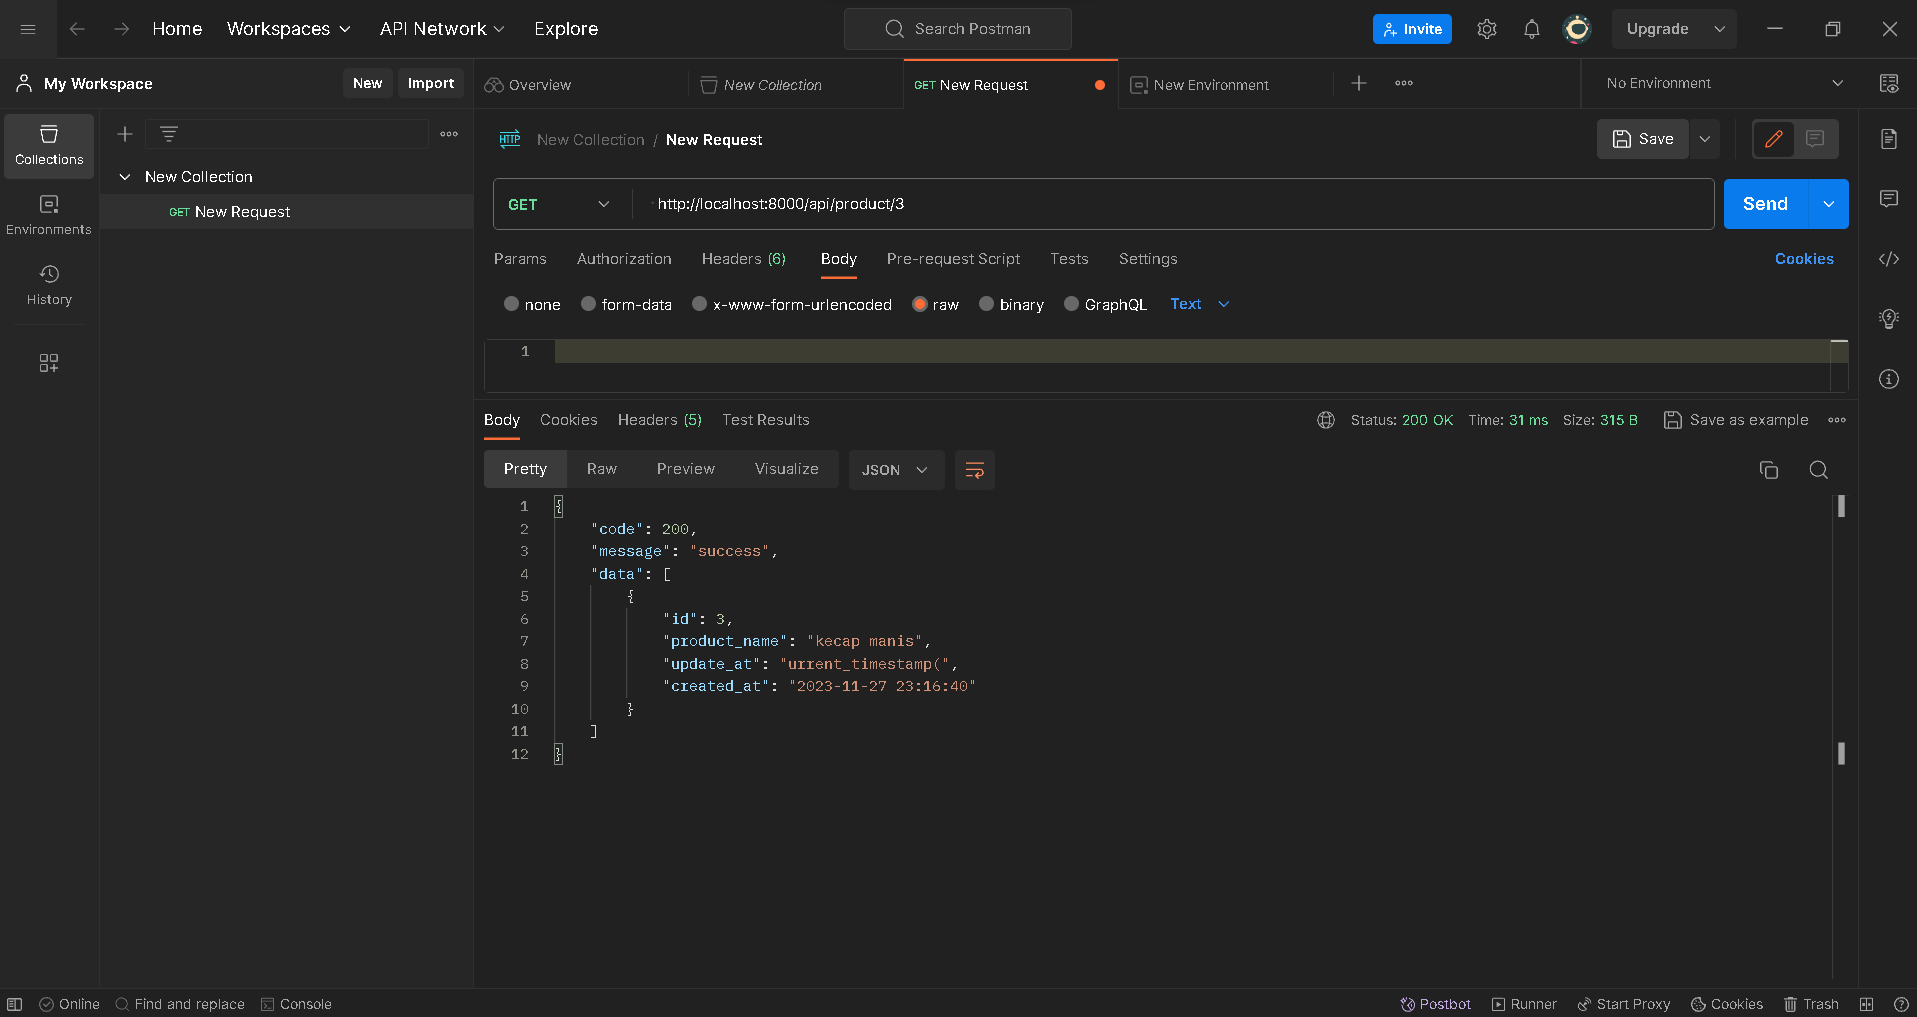 Home Workspaces API Network Explore Search Postman Invite Upgrade
My Workspace New Import Overview New Collection GET New Request New Environment No Environment
Collections
New Collection / New Request Save
New Collection
GET New Request
Environments
History
GET http://localhost:8000/api/product/3 Send
Params Authorization Headers (6) Body Pre-request Script Tests Settings Cookies
none form-data x-www-form-urlencoded raw binary GraphQL Text
1
Body Cookies Headers (5) Test Results Status: 200 OK Time: 31 ms Size: 315 B Save as example
Pretty Raw Preview Visualize JSON
1 {
2 "code": 200,
3 "message": "success",
4 "data": [
5 {
6 "id": 3,
7 "product_name": "kecap manis",
8 "update_at": "urrent_timestamp(",
9 "created_at": "2023-11-27 23:16:40"
10 }
11 ]
12 }
Online Find and replace Console Postbot Runner Start Proxy Cookies Trash